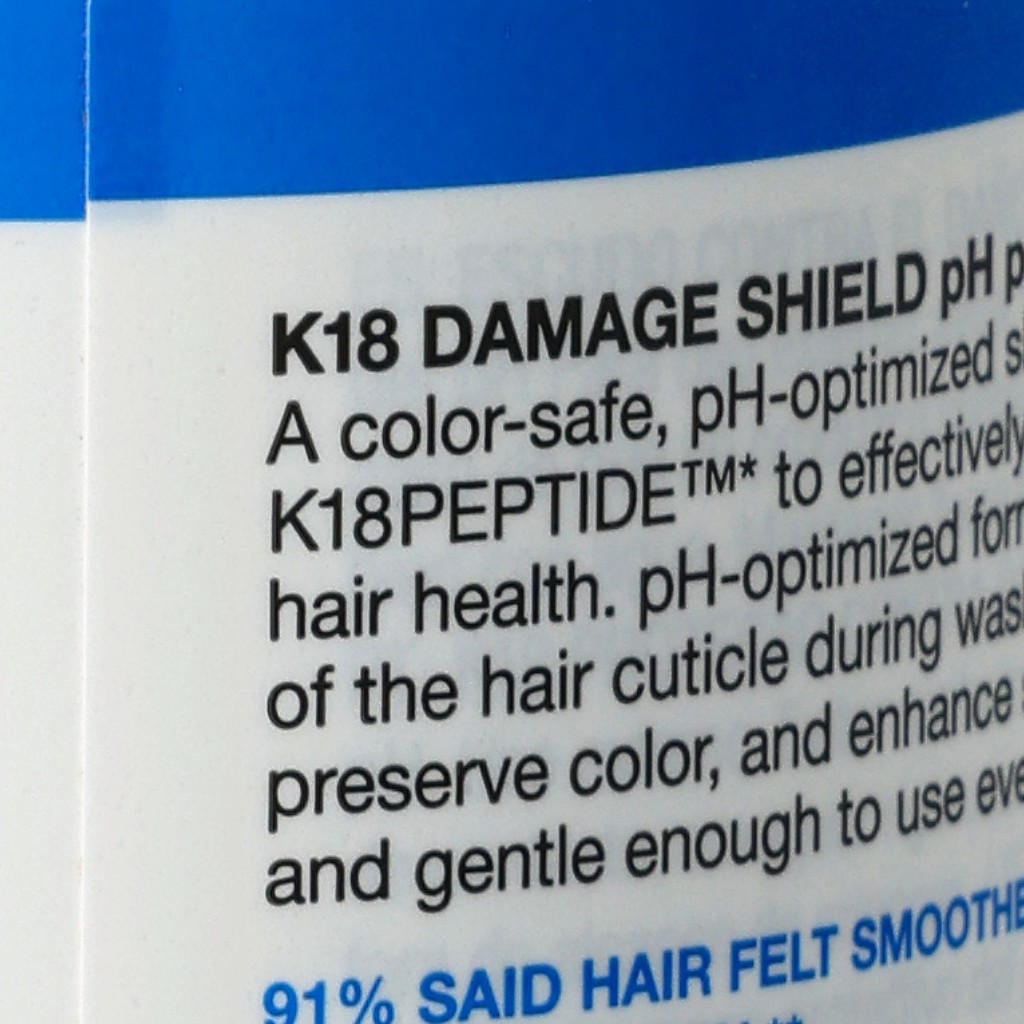 K18 DAMAGE SHIELD pH
A color-safe, pH-optimized
K18PEPTIDE™* to effectively
hair health. pH-optimized
of the hair cuticle during
preserve color, and enhance
and gentle enough to use
91% SAID HAIR FELT